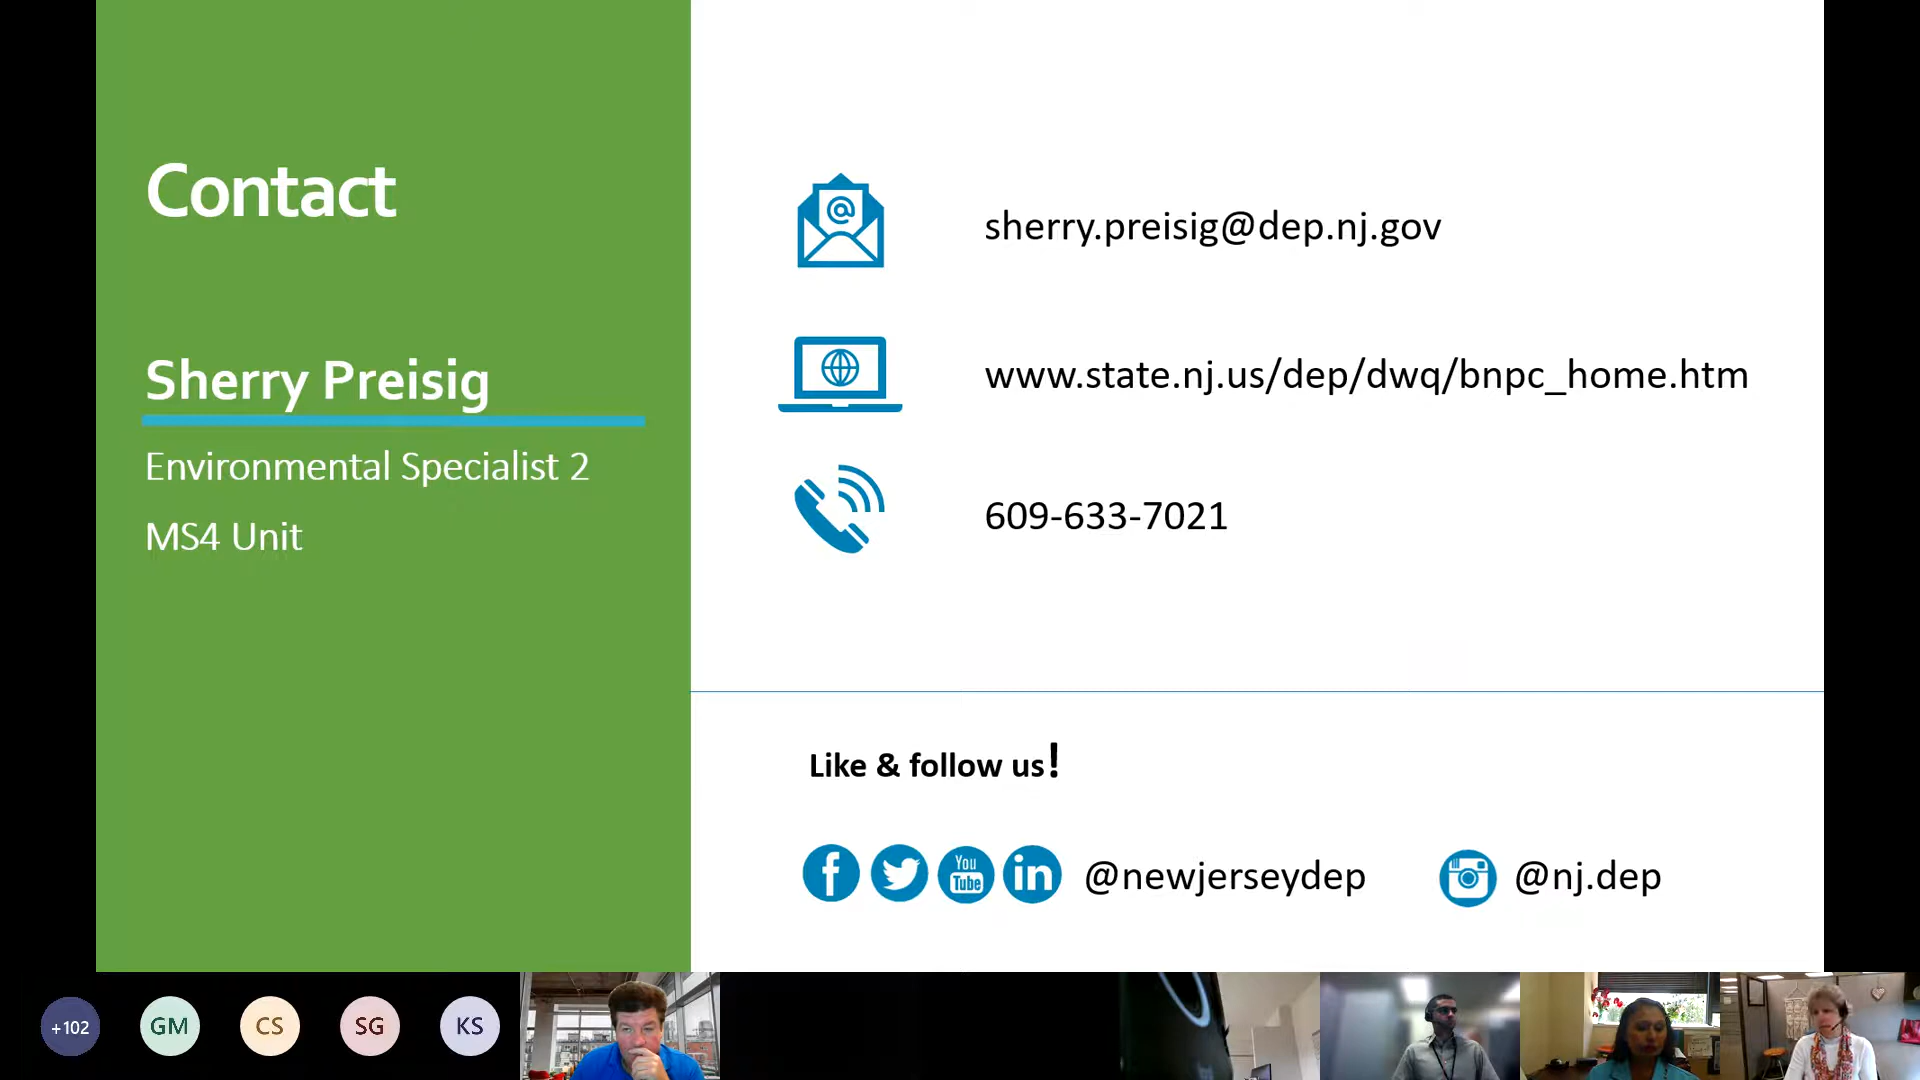 Contact
Sherry Preisig
Environmental Specialist 2
MS4 Unit
@
sherry.preisig@dep.nj.gov
www.state.nj.us/dep/dwq/bnpc_home.htm
609-633-7021
Like & follow us!
f
You
Tube
in
@newjerseydep
@nj.dep
+102
GM
CS
SG
KS